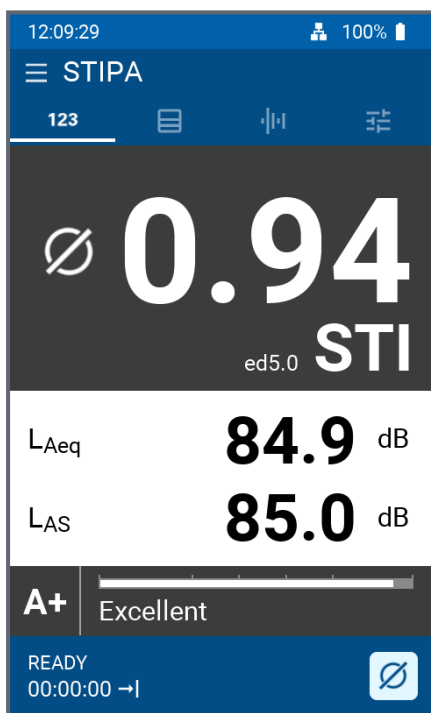 12:09:29 100%
STIPA
123
Ø 0.94
ed5.0 STI
LAeq 84.9 dB
LAS 85.0 dB
A+ Excellent
READY
00:00:00
Ø